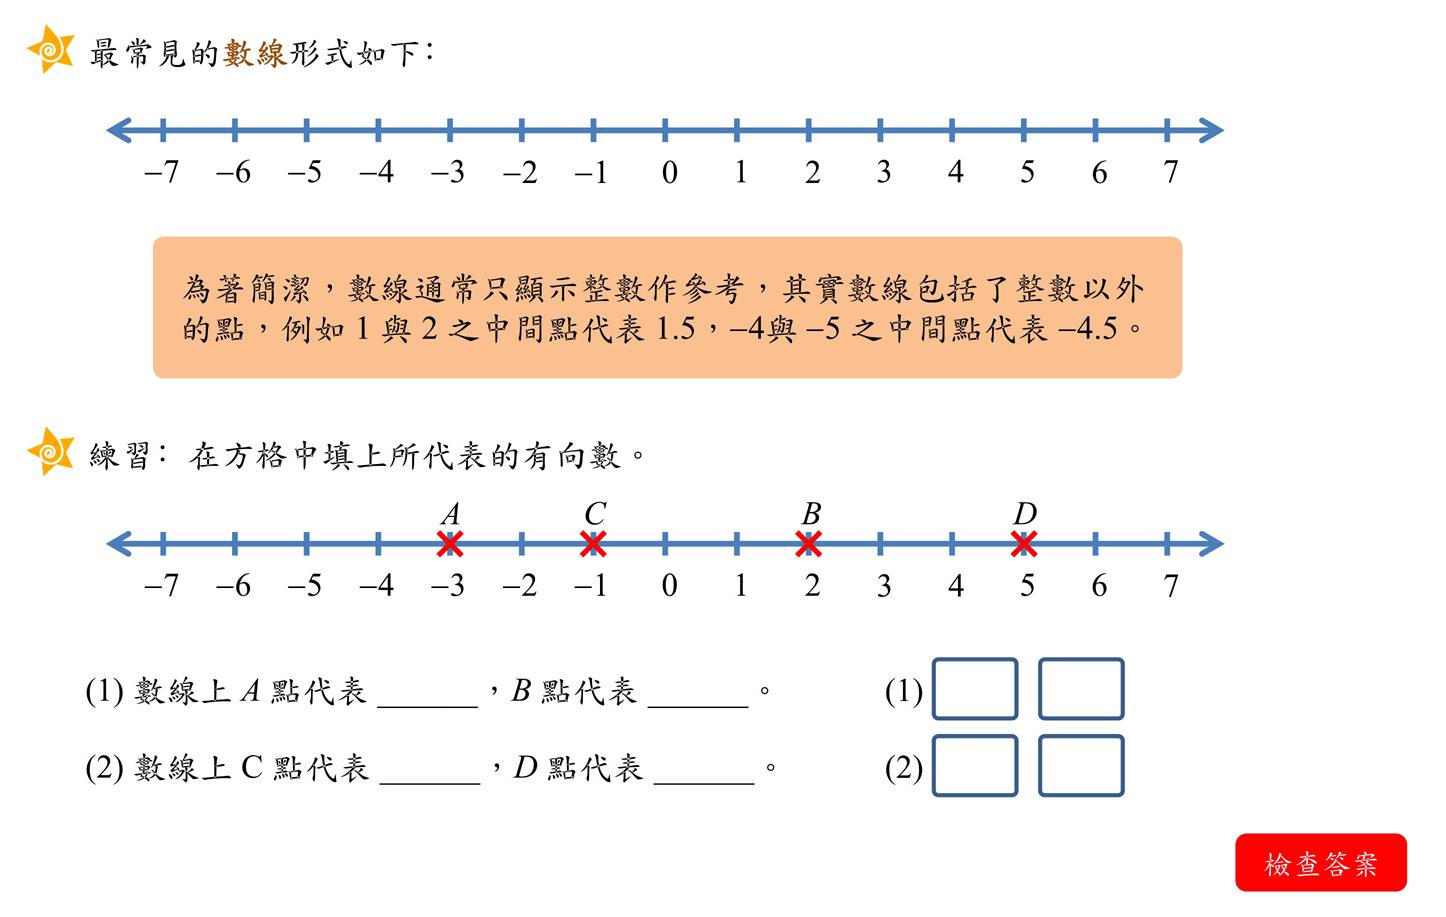 最常見的數線形式如下：
–7 –6 –5 –4 –3 –2 –1 0 1 2 3 4 5 6 7
為著簡潔，數線通常只顯示整數作參考，其實數線包括了整數以外
的點，例如 1 與 2 之中間點代表 1.5，–4與 –5 之中間點代表 –4.5。
練習： 在方格中填上所代表的有向數。
A C B D
–7 –6 –5 –4 –3 –2 –1 0 1 2 3 4 5 6 7
(1) 數線上 A 點代表 ______，B 點代表 ______。 (1)
(2) 數線上 C 點代表 ______，D 點代表 ______。 (2)
檢查答案